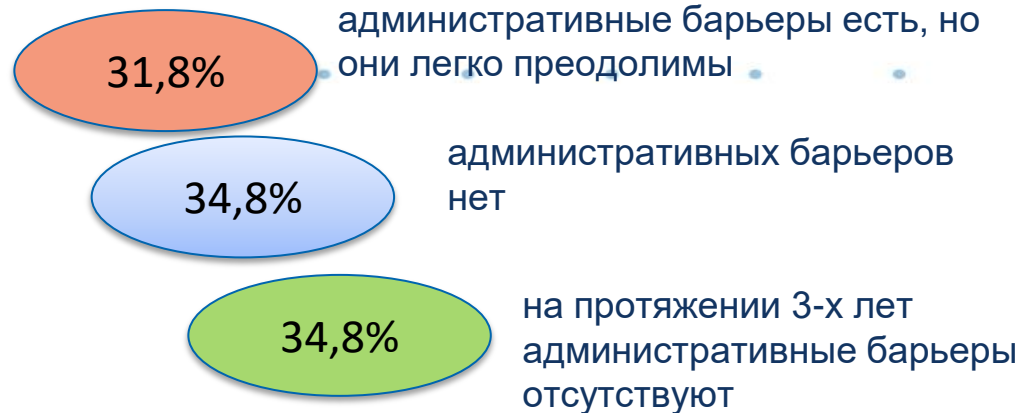 31,8%
административные барьеры есть, но
они легко преодолимы
34,8%
административных барьеров
нет
34,8%
на протяжении 3-х лет
административные барьеры
отсутствуют